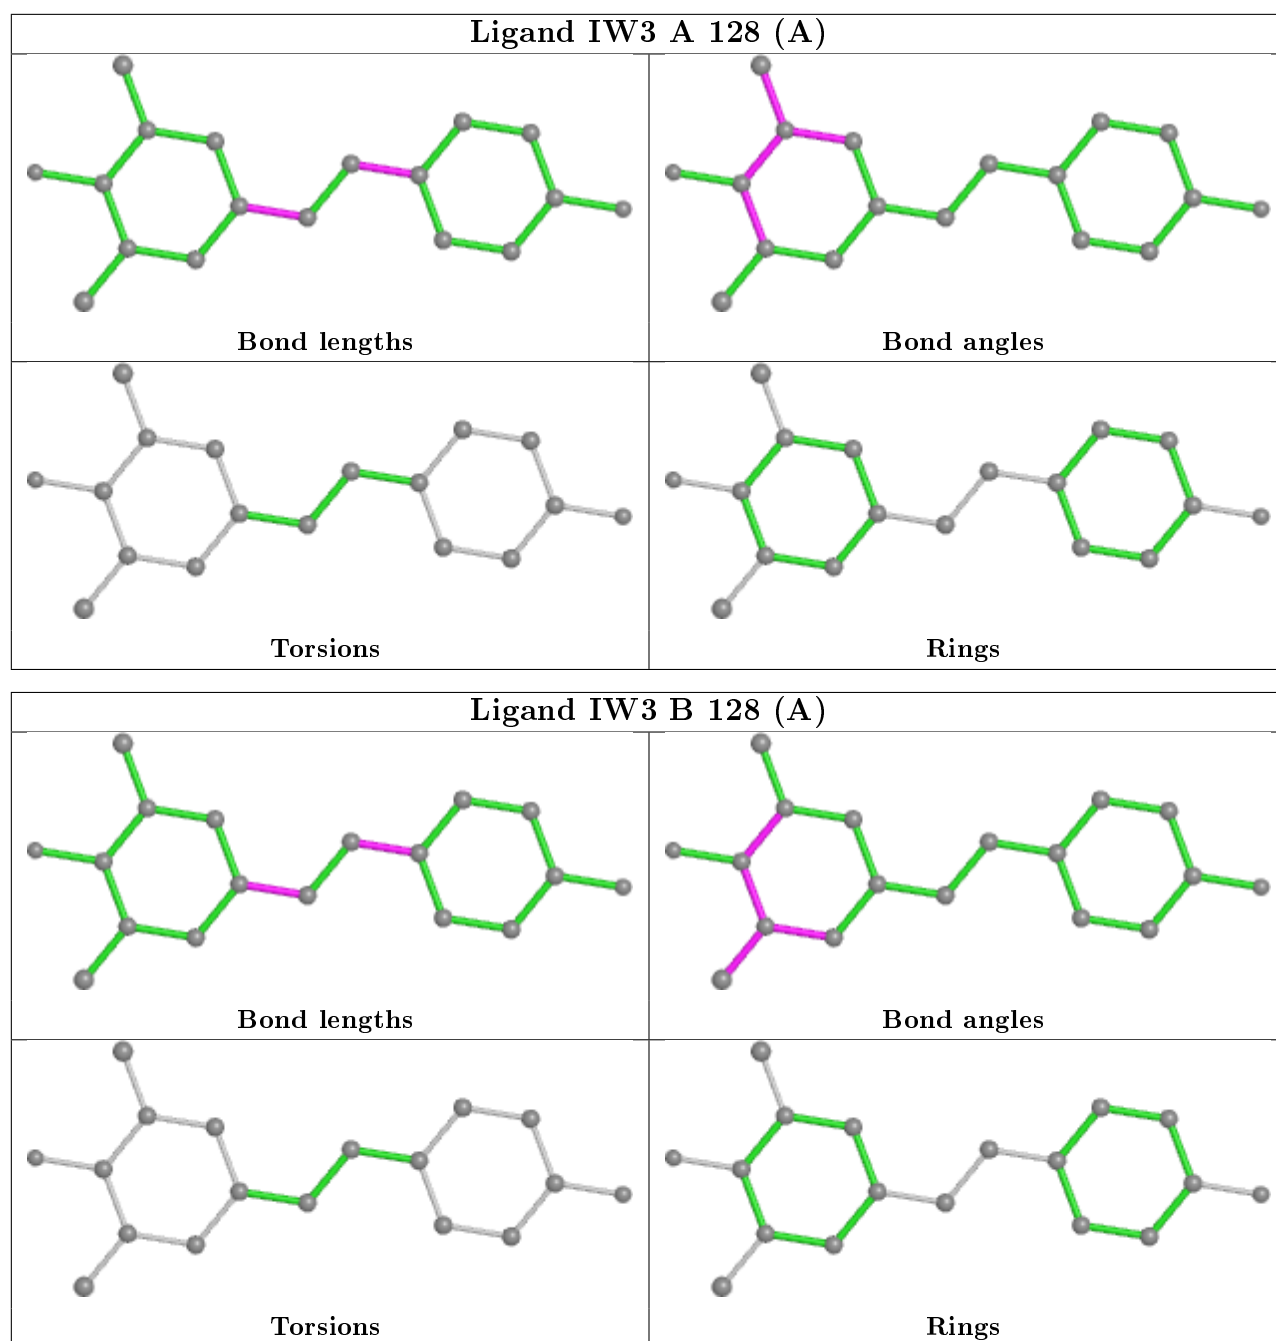 Ligand IW3 A 128 (A)
Bond lengths
Bond angles
Torsions
Rings
Ligand IW3 B 128 (A)
Bond lengths
Bond angles
Torsions
Rings